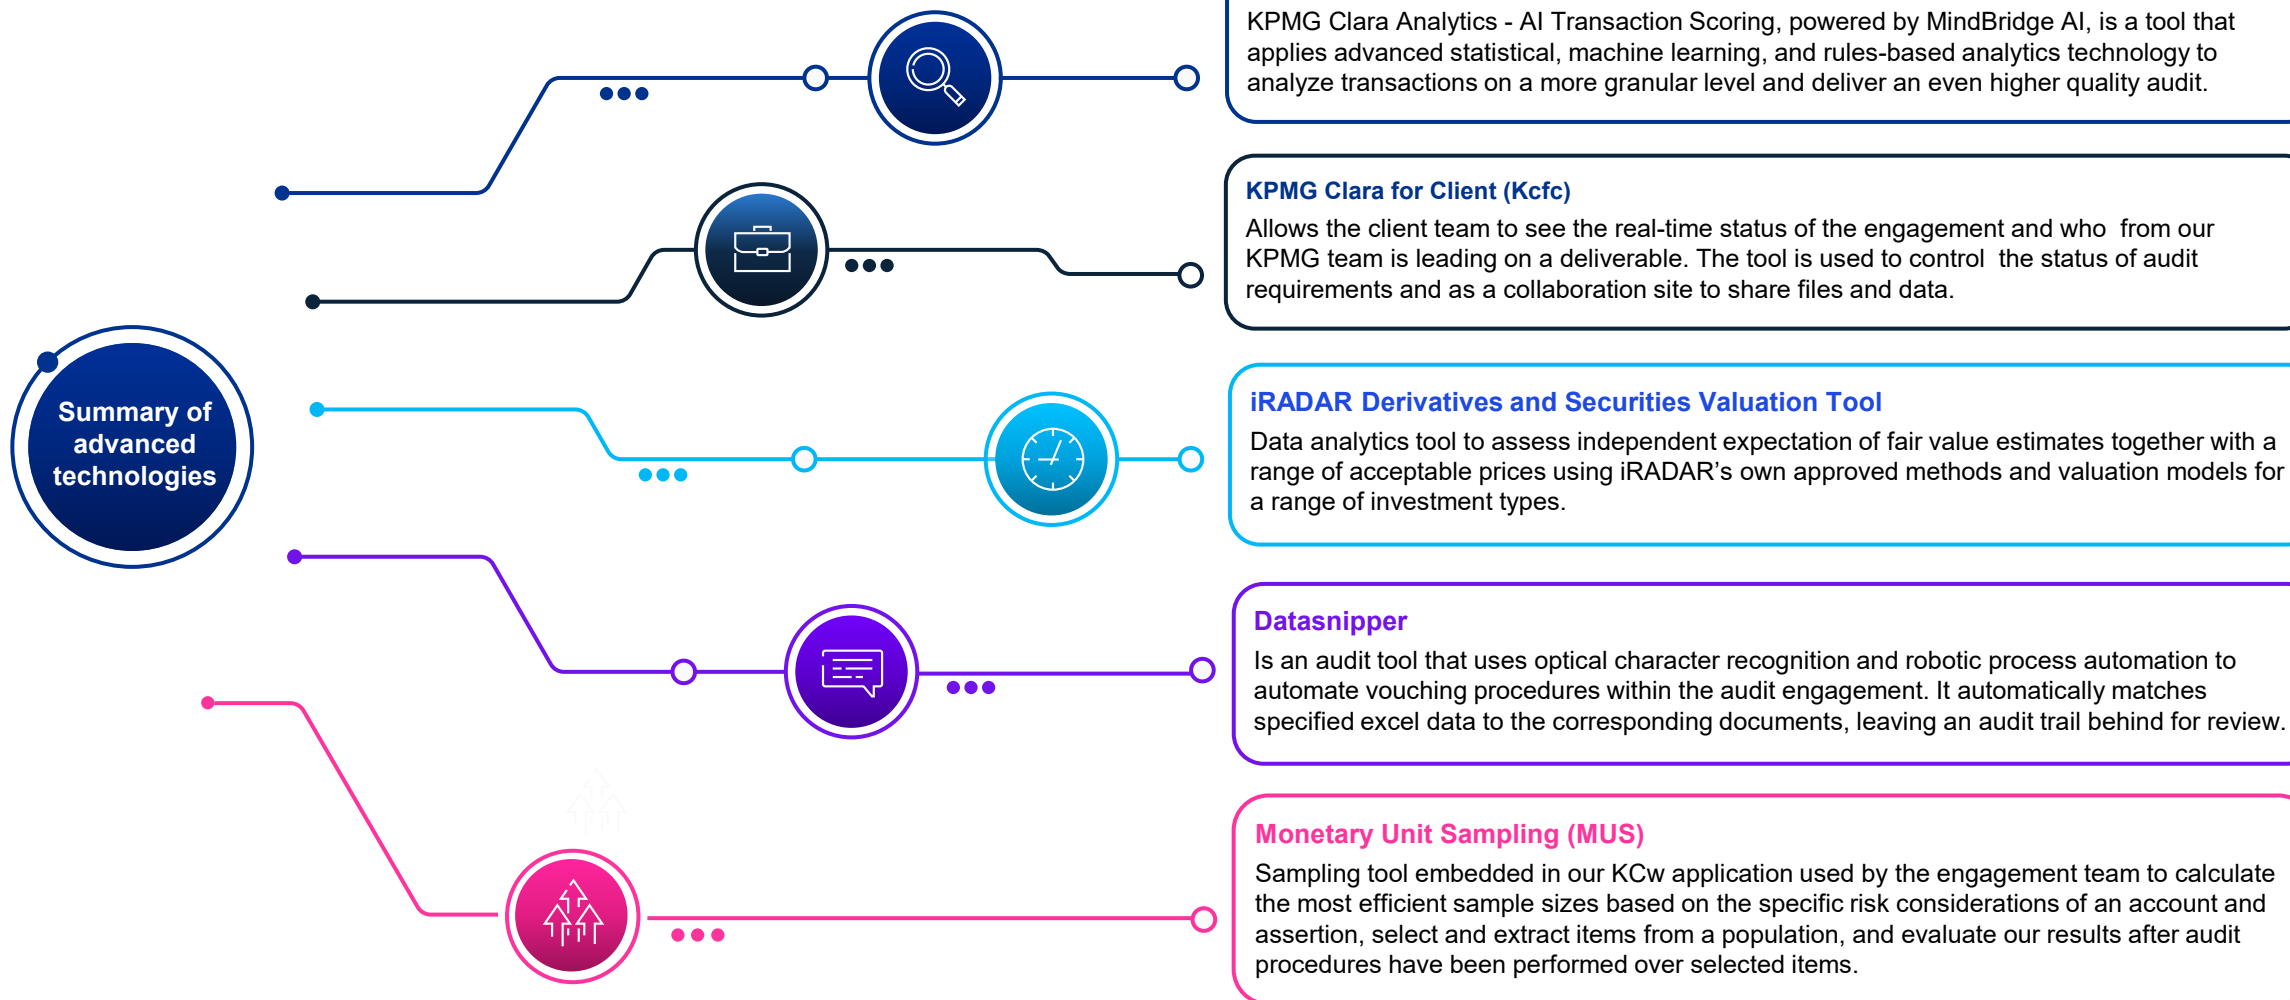 KPMG Clara Analytics - AI Transaction Scoring, powered by MindBridge AI, is a tool that
applies advanced statistical, machine learning, and rules-based analytics technology to
analyze transactions on a more granular level and deliver an even higher quality audit.
KPMG Clara for Client (Kcfc)
Allows the client team to see the real-time status of the engagement and who from our
KPMG team is leading on a deliverable. The tool is used to control the status of audit
requirements and as a collaboration site to share files and data.
Summary of
advanced
technologies
iRADAR Derivatives and Securities Valuation Tool
Data analytics tool to assess independent expectation of fair value estimates together with a
range of acceptable prices using iRADAR’s own approved methods and valuation models for
a range of investment types.
Datasnipper
Is an audit tool that uses optical character recognition and robotic process automation to
automate vouching procedures within the audit engagement. It automatically matches
specified excel data to the corresponding documents, leaving an audit trail behind for review.
Monetary Unit Sampling (MUS)
Sampling tool embedded in our KCw application used by the engagement team to calculate
the most efficient sample sizes based on the specific risk considerations of an account and
assertion, select and extract items from a population, and evaluate our results after audit
procedures have been performed over selected items.